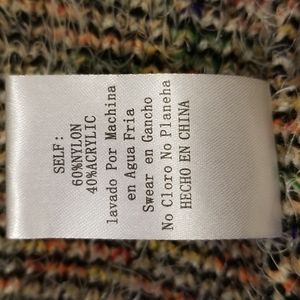 SELF:
60%NYLON
40%ACRYLIC
lavado Por Machina
en Agua Fria
Swear en Gancho
No Cloro No Planeha
HECHO EN CHINA